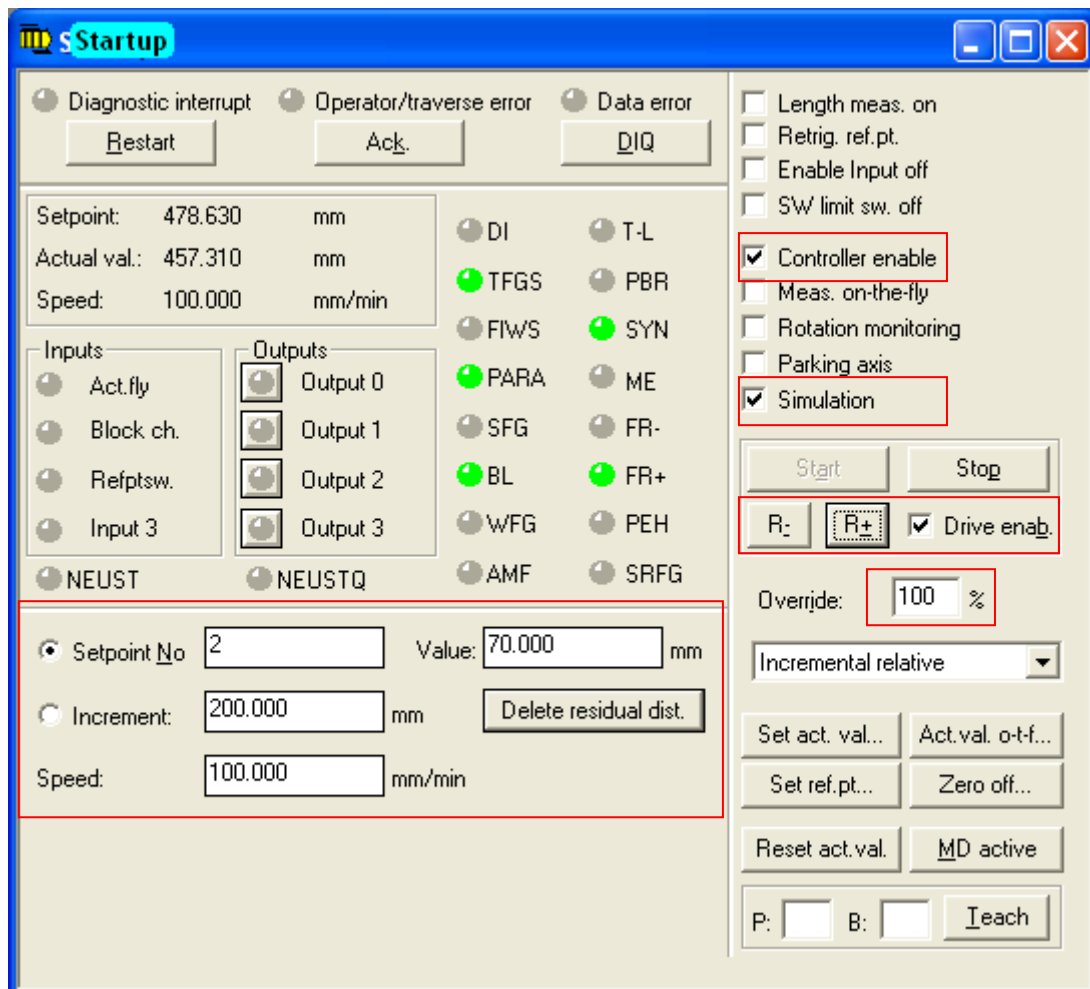 S Startup
Diagnostic interrupt Operator/traverse error Data error
Restart Ack. DIQ
Setpoint: 478.630 mm
Actual val.: 457.310 mm
Speed: 100.000 mm/min
Inputs
Act.fly
Block ch.
Refptsw.
Input 3
Outputs
Output 0
Output 1
Output 2
Output 3
NEUST NEUSTQ
DI T-L
TFGS PBR
FIWS SYN
PARA ME
SFG FR-
BL FR+
WFG PEH
AMF SRFG
Setpoint No 2 Value: 70.000 mm
Increment: 200.000 mm Delete residual dist.
Speed: 100.000 mm/min
Length meas. on
Retrig. ref.pt.
Enable Input off
SW limit sw. off
Controller enable
Meas. on-the-fly
Rotation monitoring
Parking axis
Simulation
Start Stop
R- R+ Drive enab.
Override: 100 %
Incremental relative
Set act. val... Act.val. o-t-f...
Set ref.pt... Zero off...
Reset act.val. MD active
P: B: Teach